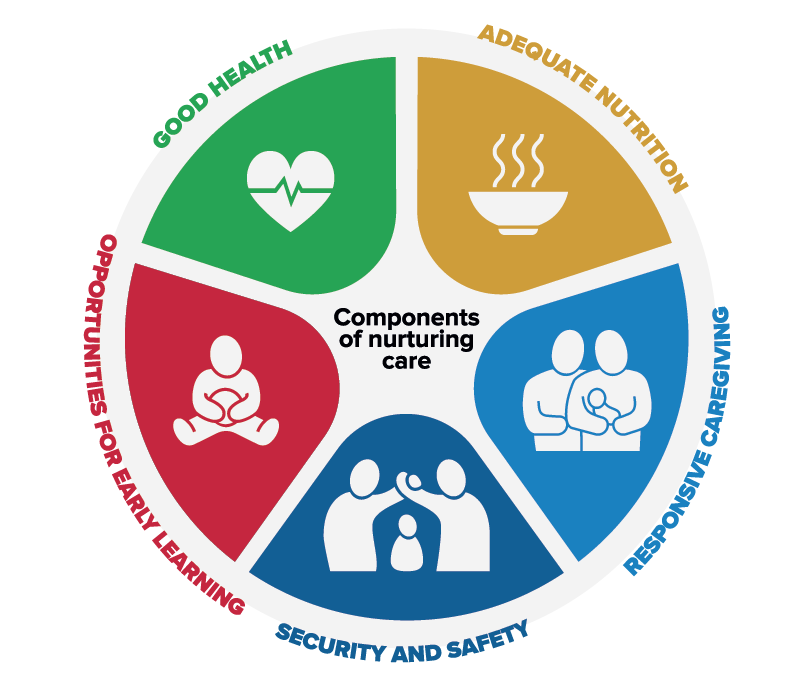 GOOD HEALTH
ADEQUATE NUTRITION
Components
of nurturing
care
OPPORTUNITIES FOR EARLY LEARNING
RESPONSIVE CAREGIVING
SECURITY AND SAFETY